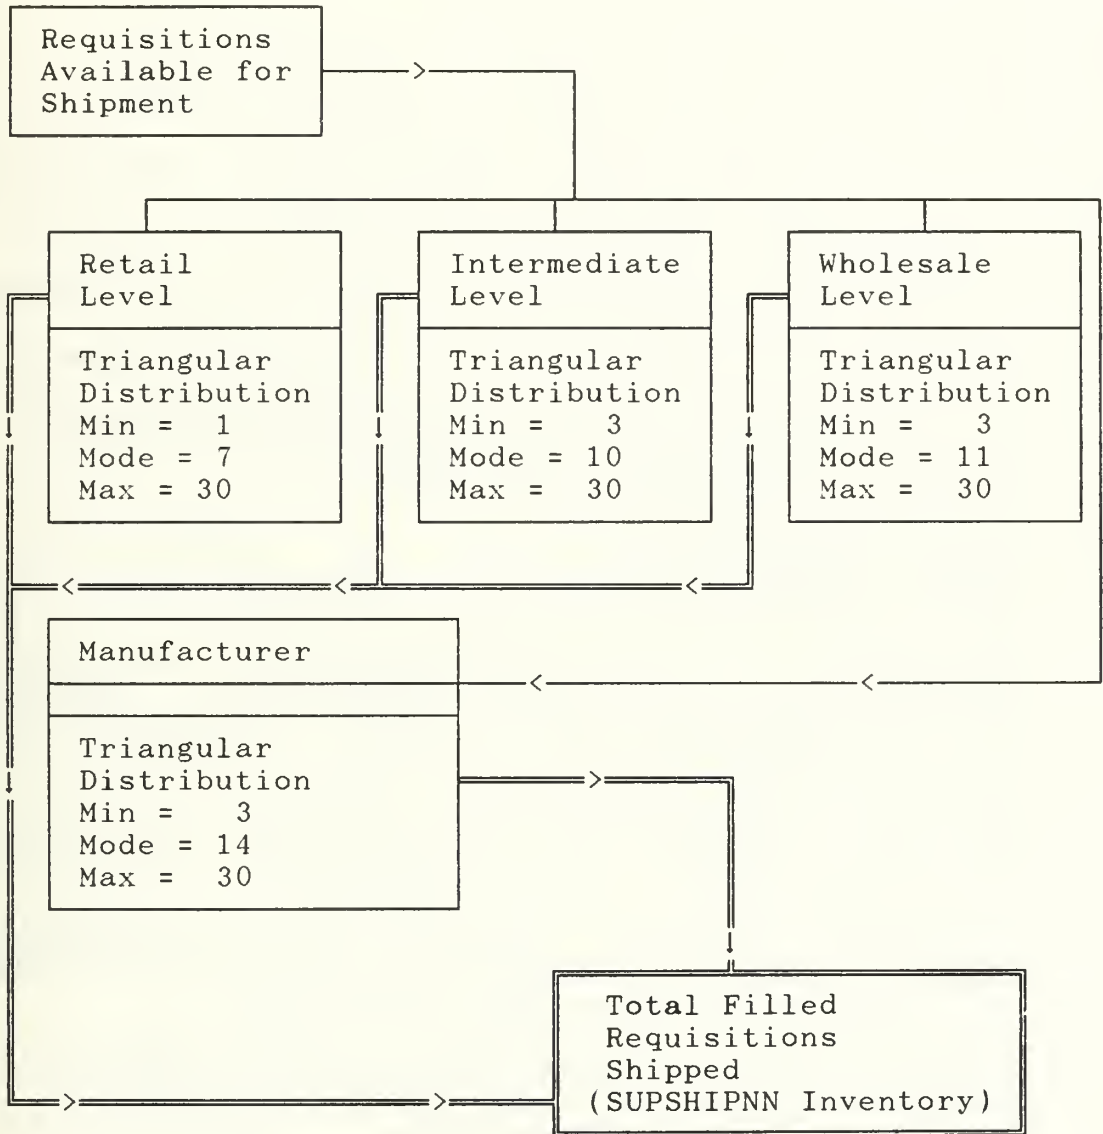 Requisitions
Available for
Shipment
Retail
Level
Triangular
Distribution
Min = 1
Mode = 7
Max = 30
Intermediate
Level
Triangular
Distribution
Min = 3
Mode = 10
Max = 30
Wholesale
Level
Triangular
Distribution
Min = 3
Mode = 11
Max = 30
Manufacturer
Triangular
Distribution
Min = 3
Mode = 14
Max = 30
Total Filled
Requisitions
Shipped
(SUPSHIPNN Inventory)